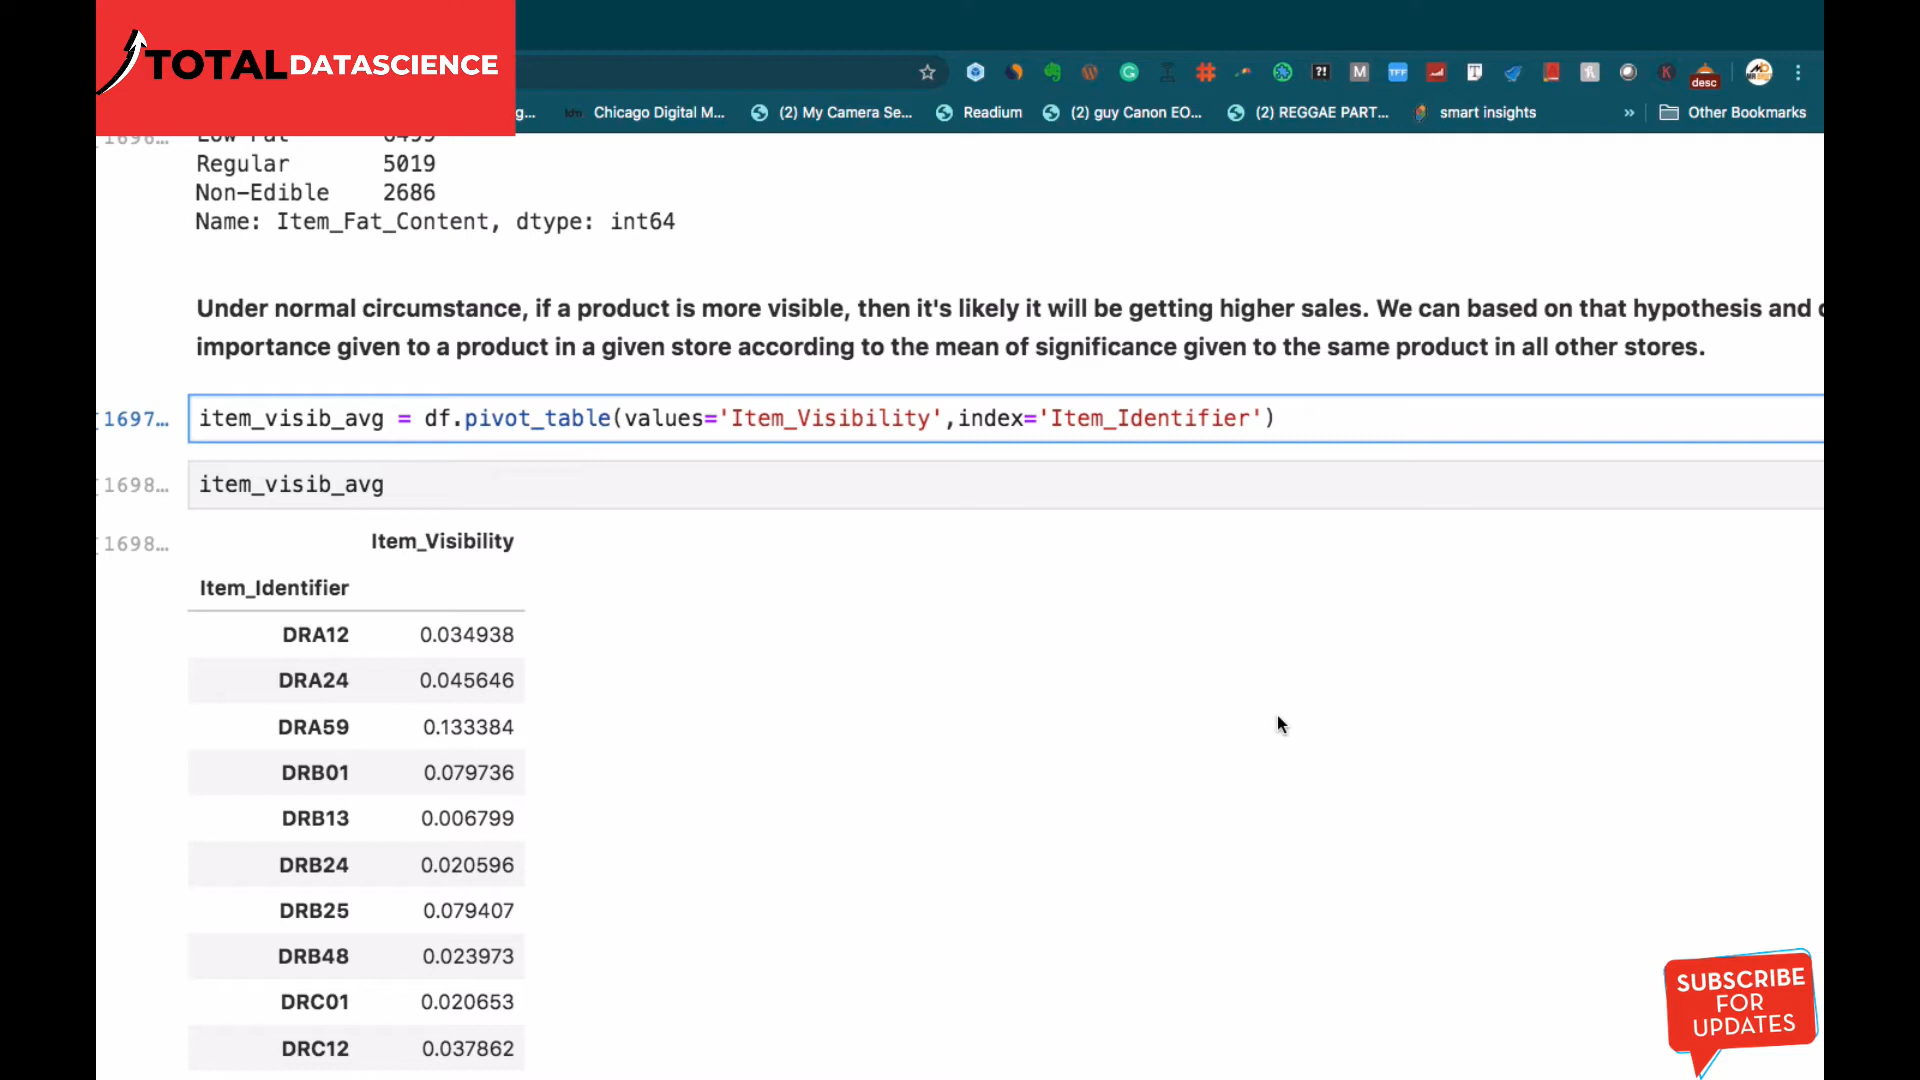 TOTAL DATASCIENCE
desc
g...
Chicago Digital M...
(2) My Camera Se...
Readium
(2) guy Canon EO...
(2) REGGAE PART...
smart insights
»
Other Bookmarks
Regular 5019
Non-Edible 2686
Name: Item_Fat_Content, dtype: int64
Under normal circumstance, if a product is more visible, then it's likely it will be getting higher sales. We can based on that hypothesis and
importance given to a product in a given store according to the mean of significance given to the same product in all other stores.
[1697... item_visib_avg = df.pivot_table(values='Item_Visibility',index='Item_Identifier')
[1698... item_visib_avg
[1698... Item_Visibility
Item_Identifier
DRA12 0.034938
DRA24 0.045646
DRA59 0.133384
DRB01 0.079736
DRB13 0.006799
DRB24 0.020596
DRB25 0.079407
DRB48 0.023973
DRC01 0.020653
DRC12 0.037862
SUBSCRIBE
FOR
UPDATES